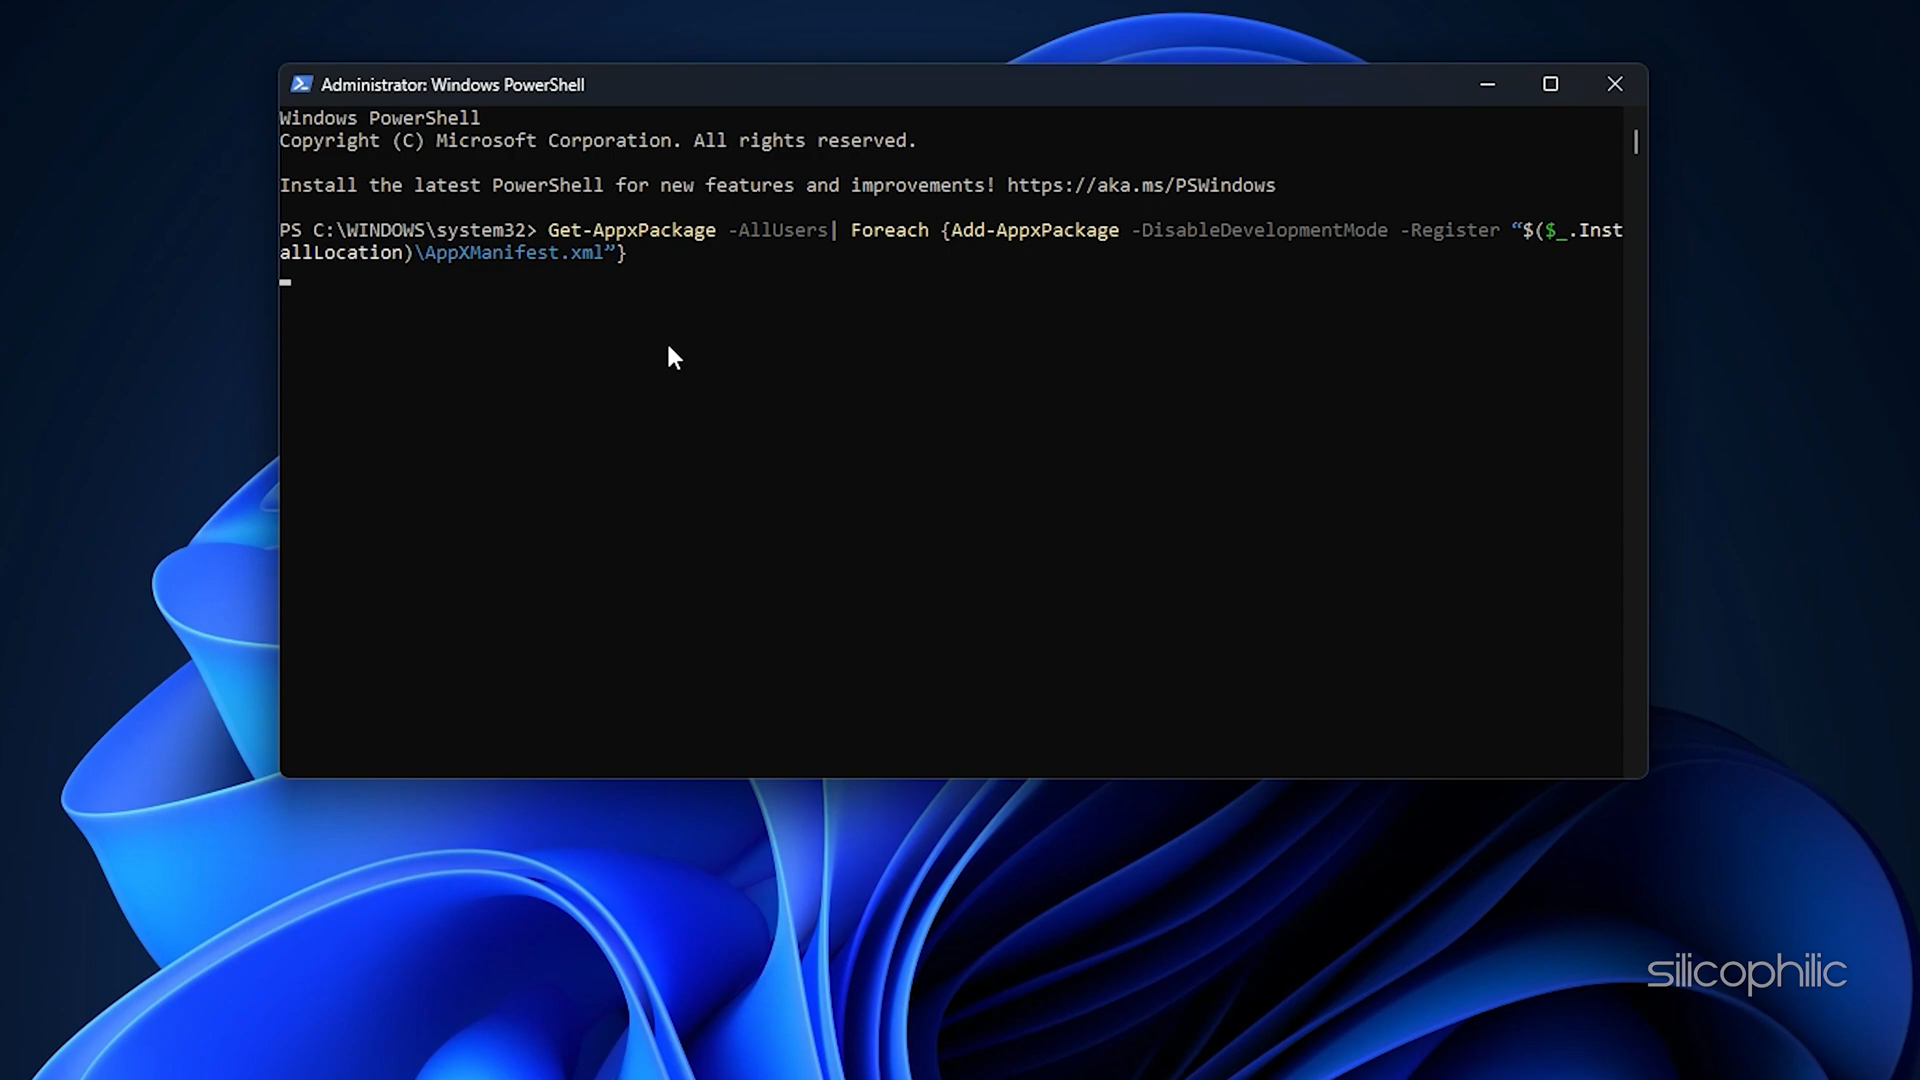 Administrator: Windows PowerShell
Windows PowerShell
Copyright (C) Microsoft Corporation. All rights reserved.
Install the latest PowerShell for new features and improvements! https://aka.ms/PSWindows
PS C:\WINDOWS\system32> Get-AppxPackage -AllUsers| Foreach {Add-AppxPackage -DisableDevelopmentMode -Register “$($_.Inst
allLocation)\AppXManifest.xml”}
silicophilic